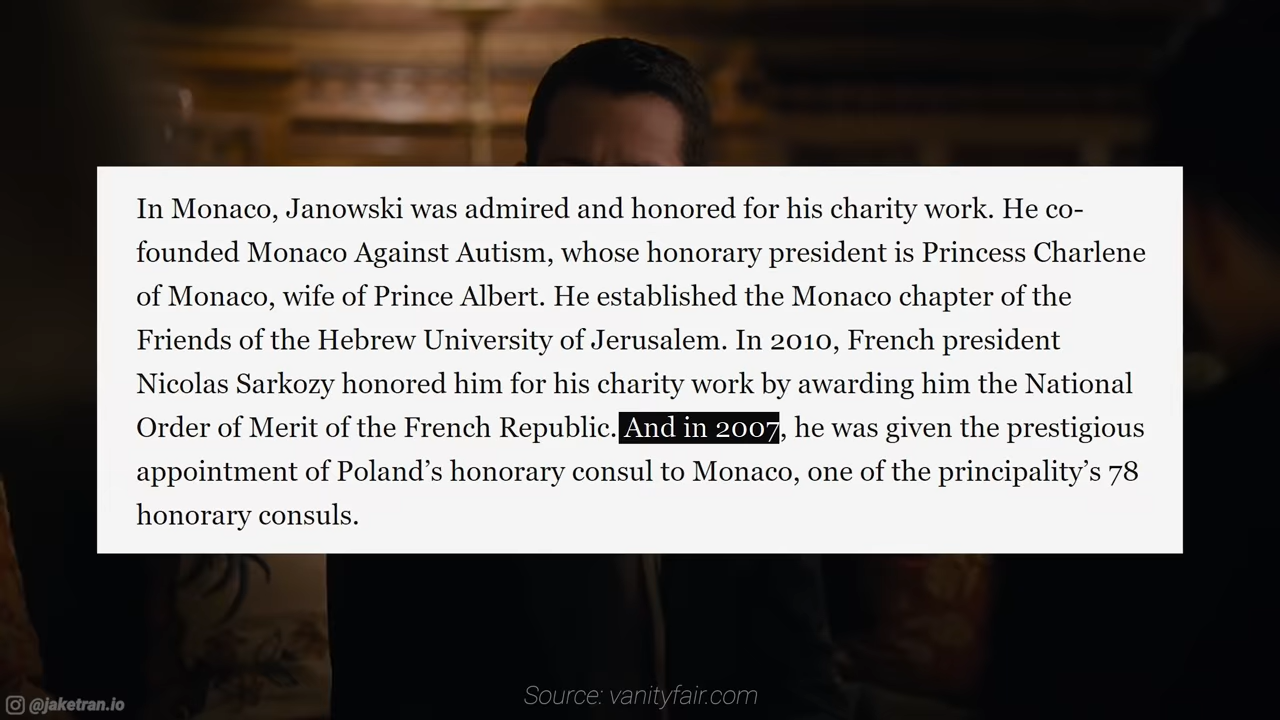 In Monaco, Janowski was admired and honored for his charity work. He co-
founded Monaco Against Autism, whose honorary president is Princess Charlene
of Monaco, wife of Prince Albert. He established the Monaco chapter of the
Friends of the Hebrew University of Jerusalem. In 2010, French president
Nicolas Sarkozy honored him for his charity work by awarding him the National
Order of Merit of the French Republic. And in 2007, he was given the prestigious
appointment of Poland’s honorary consul to Monaco, one of the principality’s 78
honorary consuls.
Source: vanityfair.com
@jaketran.io